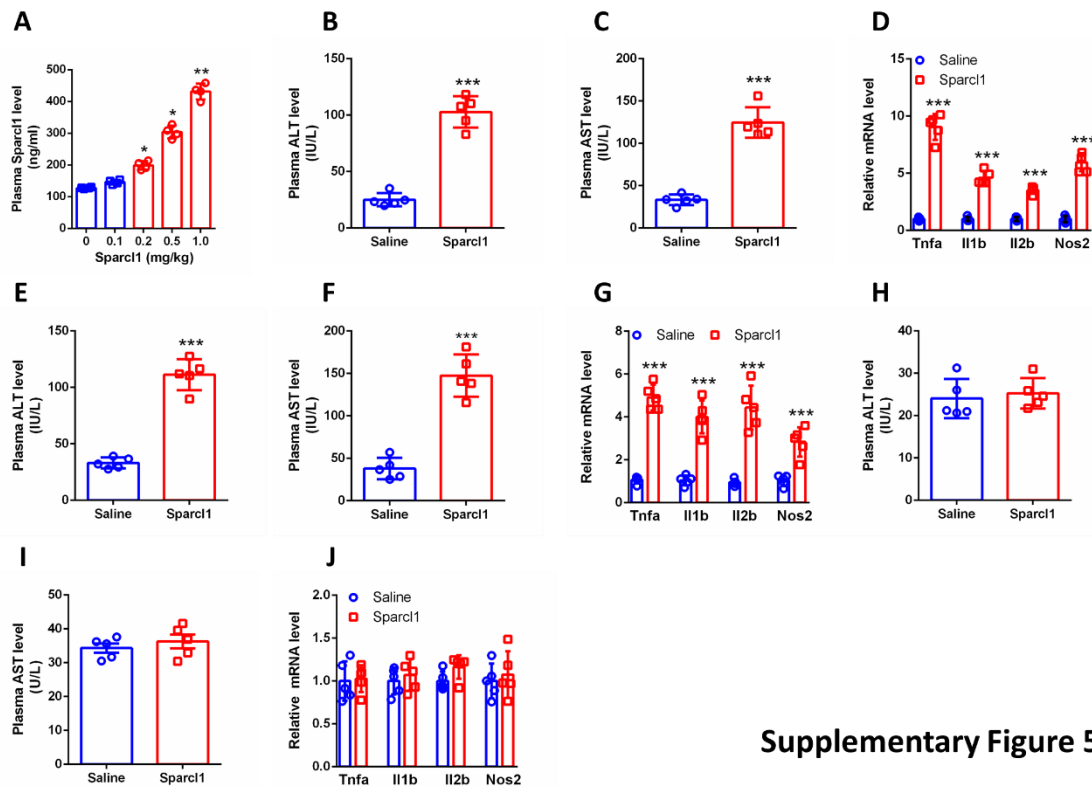 A
Plasma Sparcl1 level
(ng/ml)
500
400
300
200
100
0
*
*
**
0 0.1 0.2 0.5 1.0
Sparcl1 (mg/kg)
B
Plasma ALT level
(IU/L)
150
100
50
0
***
Saline Sparcl1
C
Plasma AST level
(IU/L)
200
150
100
50
0
***
Saline Sparcl1
D
Relative mRNA level
15
10
5
0
Saline
Sparcl1
***
***
***
***
Tnfa Il1b Il2b Nos2
E
Plasma ALT level
(IU/L)
150
100
50
0
***
Saline Sparcl1
F
Plasma AST level
(IU/L)
200
150
100
50
0
***
Saline Sparcl1
G
Relative mRNA level
8
6
4
2
0
Saline Sparcl1
***
***
***
***
Tnfa Il1b Il2b Nos2
H
Plasma ALT level
(IU/L)
40
30
20
10
0
Saline Sparcl1
I
Plasma AST level
(U/L)
50
40
30
20
10
0
Saline Sparcl1
J
Relative mRNA level
2.0
1.5
1.0
0.5
0.0
Saline
Sparcl1
Tnfa Il1b Il2b Nos2
Supplementary Figure 5